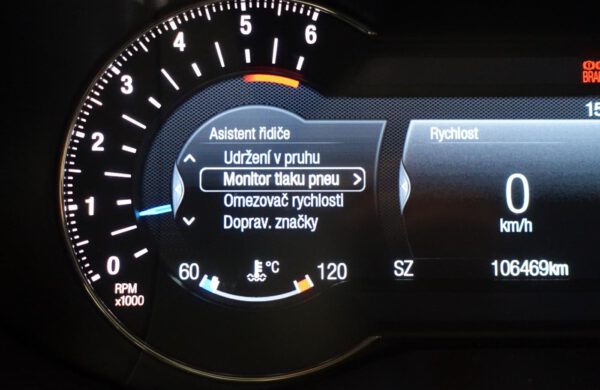 0
1
2
3
4
5
6
RPM
x1000
Asistent řidiče
Udržení v pruhu
Monitor tlaku pneu
Omezovač rychlosti
Doprav. značky
60
°C
120
Rychlost
0
km/h
SZ
106469km